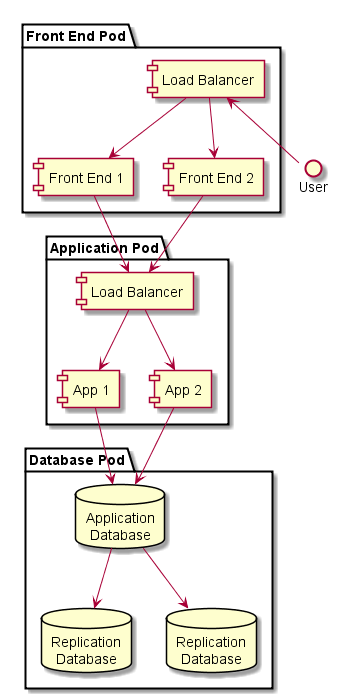 Front End Pod
Load Balancer
Front End 1
Front End 2
User
Application Pod
Load Balancer
App 1
App 2
Database Pod
Application
Database
Replication
Database
Replication
Database